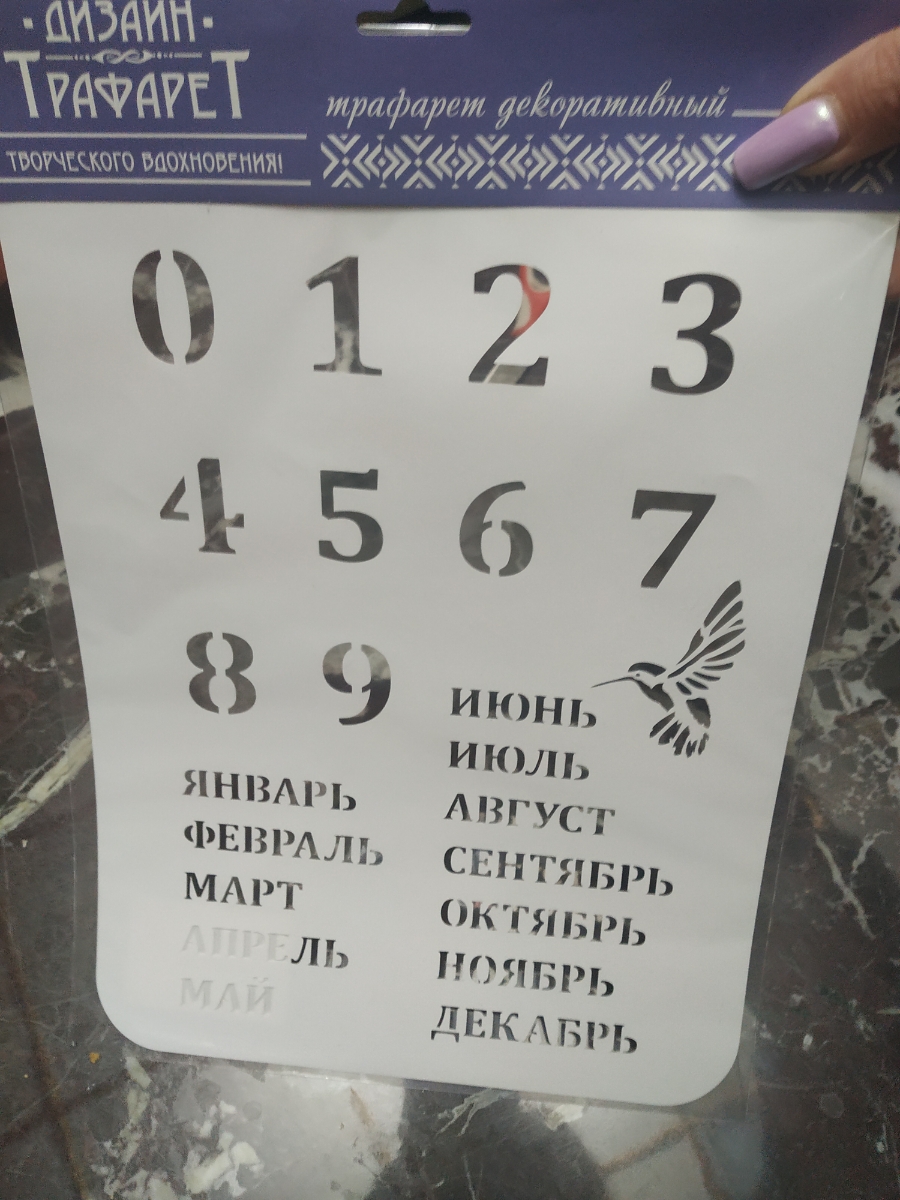 • ДИЗАЙН •
ТРАФАРЕТ
ТВОРЧЕСКОГО ВДОХНОВЕНИЯ!
трафарет декоративный
0 1 2 3
4 5 6 7
8 9
ЯНВАРЬ
ФЕВРАЛЬ
МАРТ
АПРЕЛЬ
МАЙ
ИЮНЬ
ИЮЛЬ
АВГУСТ
СЕНТЯБРЬ
ОКТЯБРЬ
НОЯБРЬ
ДЕКАБРЬ